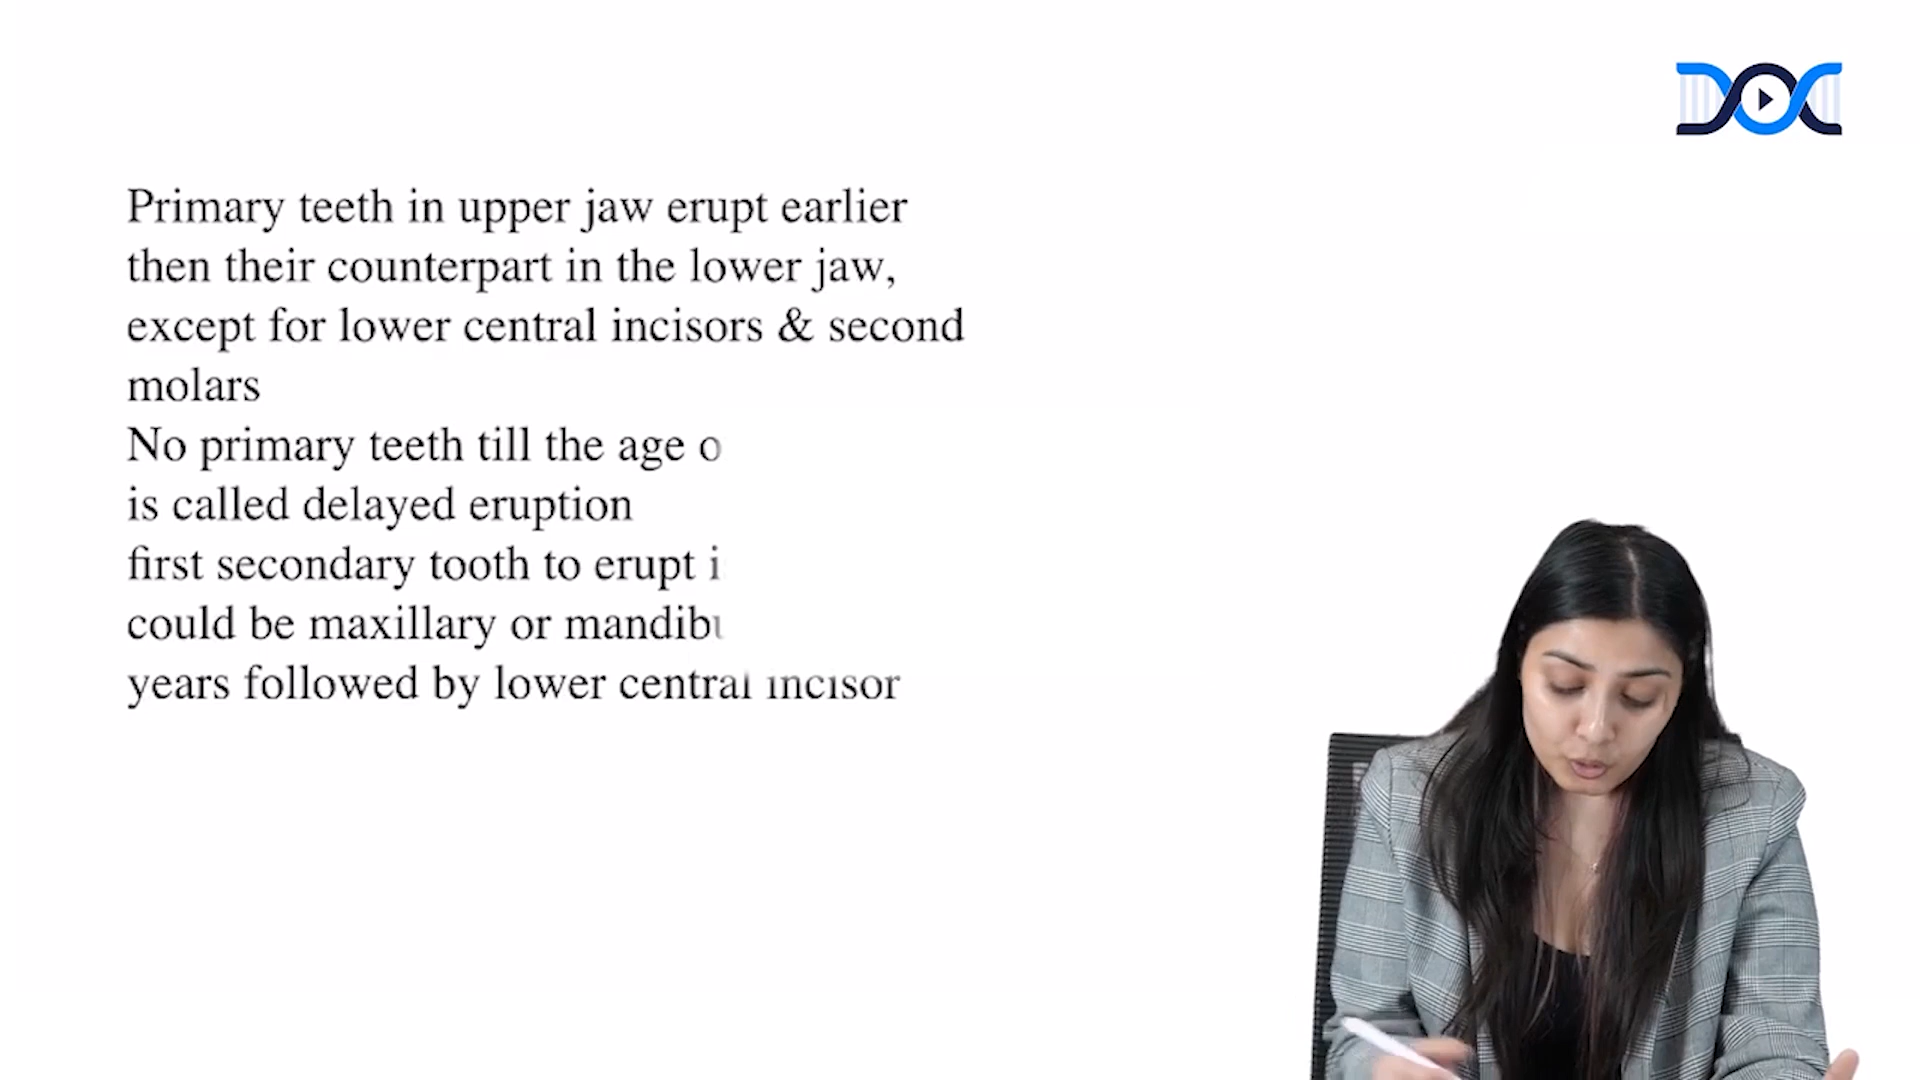 Primary teeth in upper jaw erupt earlier
then their counterpart in the lower jaw,
except for lower central incisors & second
molars
No primary teeth till the age
is called delayed eruption
first secondary tooth to erupt
could be maxillary or
years followed by lower central incisor